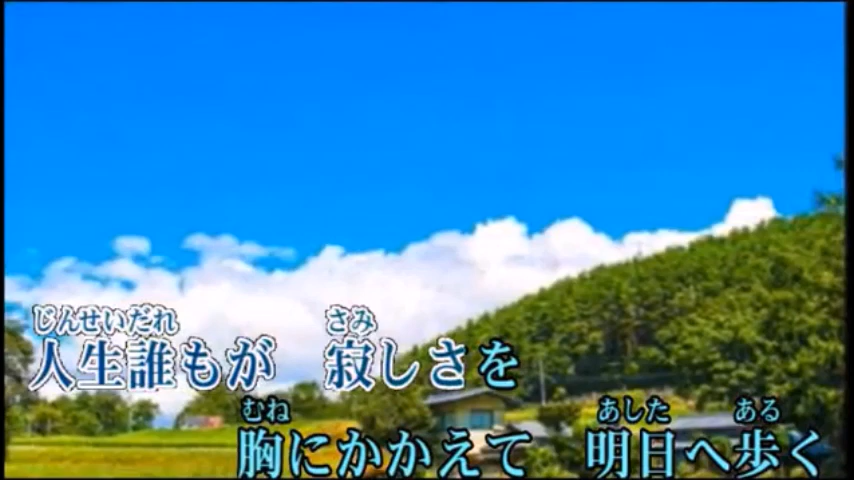 じんせいだれ さみ
人生誰もが 寂しさを
むね あした ある
胸にかかえて 明日へ歩く